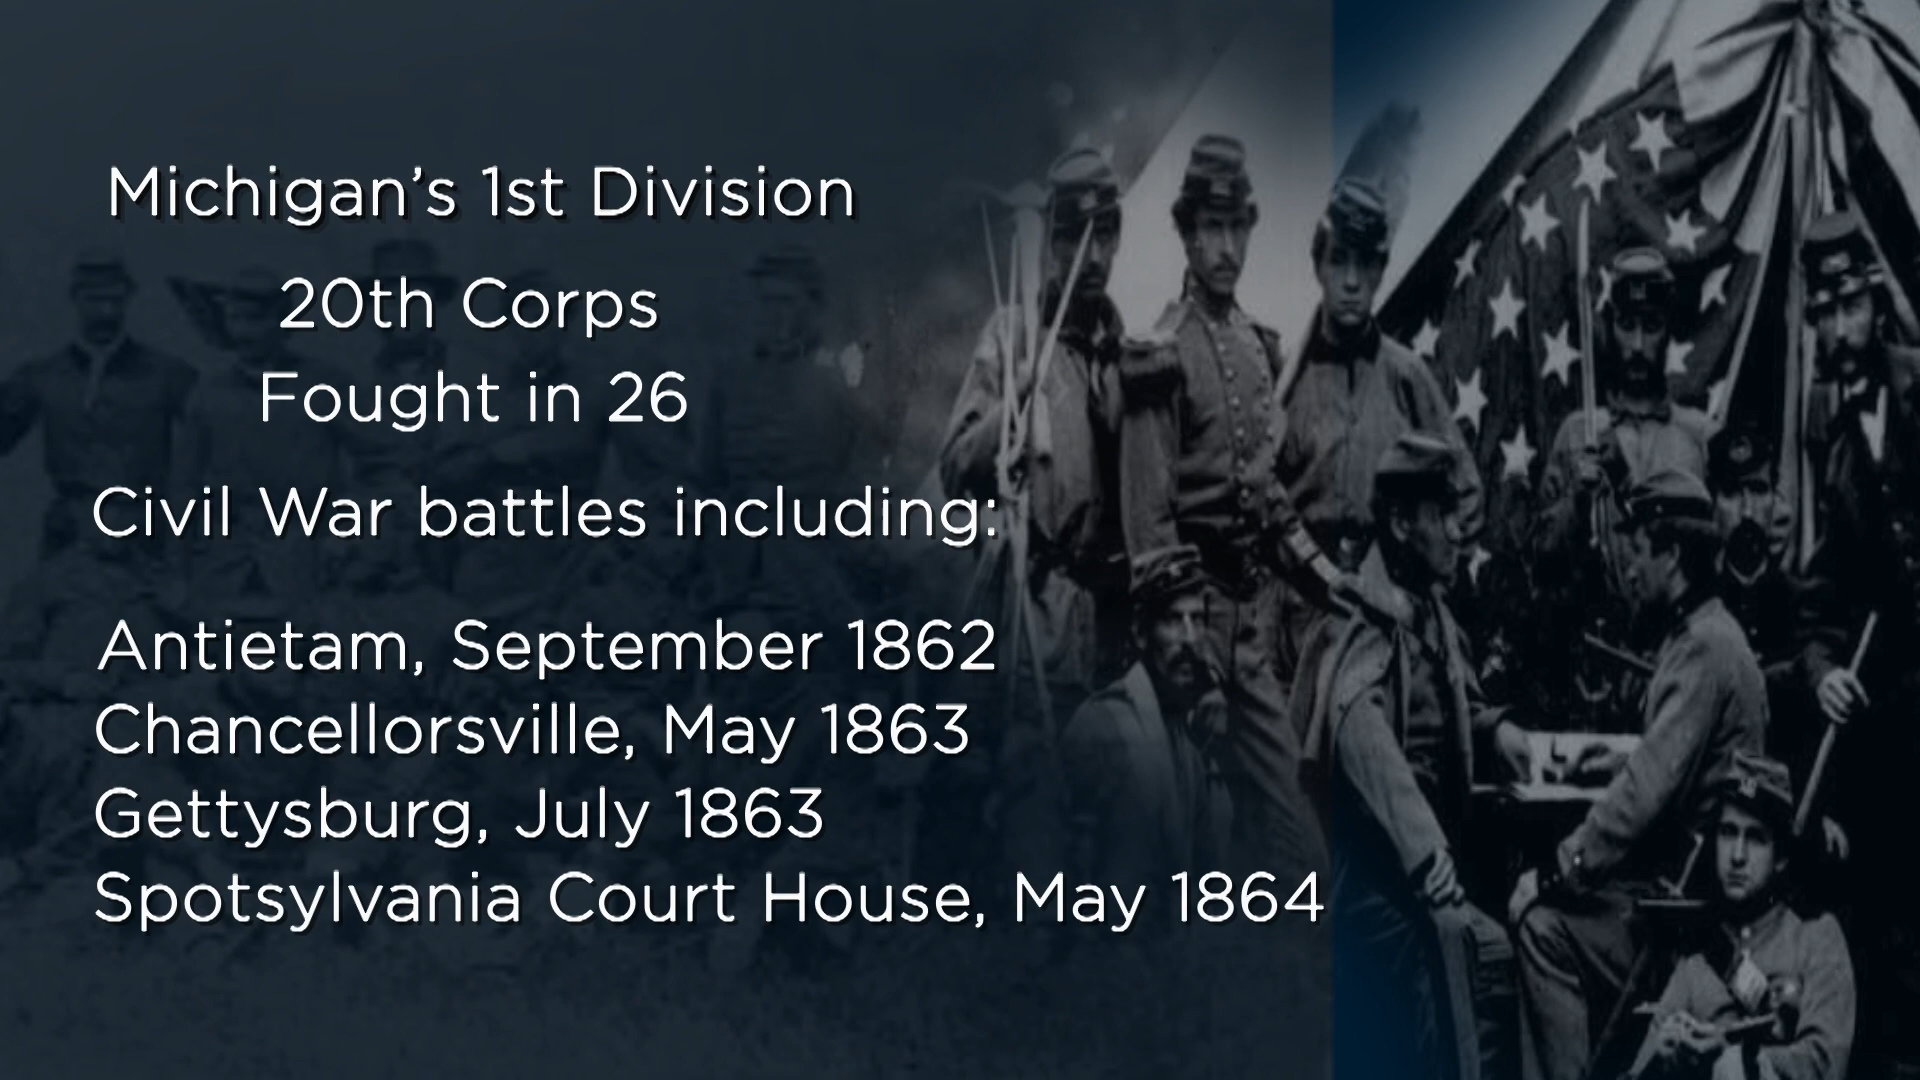 Michigan’s 1st Division
20th Corps
Fought in 26
Civil War battles including:
Antietam, September 1862
Chancellorsville, May 1863
Gettysburg, July 1863
Spotsylvania Court House, May 1864